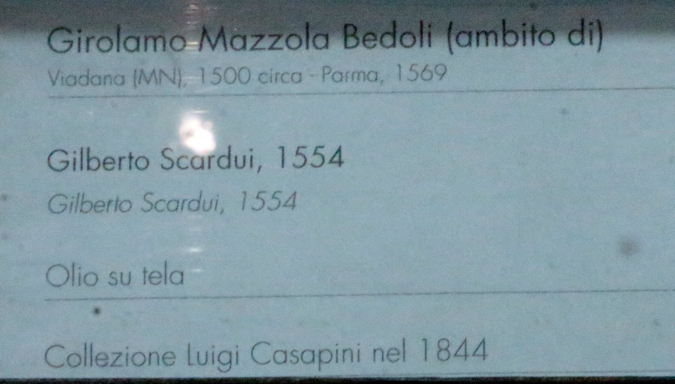 Girolamo Mazzola Bedoli (ambito di)
Viadana (MN), 1500 circa - Parma, 1569
Gilberto Scardui, 1554
Gilberto Scardui, 1554
Olio su tela
Collezione Luigi Casapini nel 1844